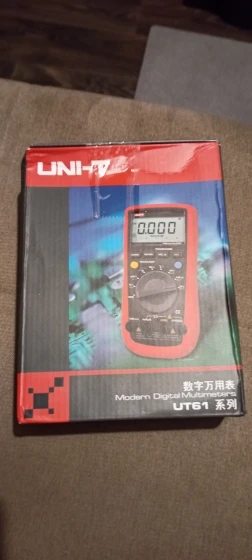 UNI-T
0.000
数字万用表
Modern Digital Multimeters
UT61 系列